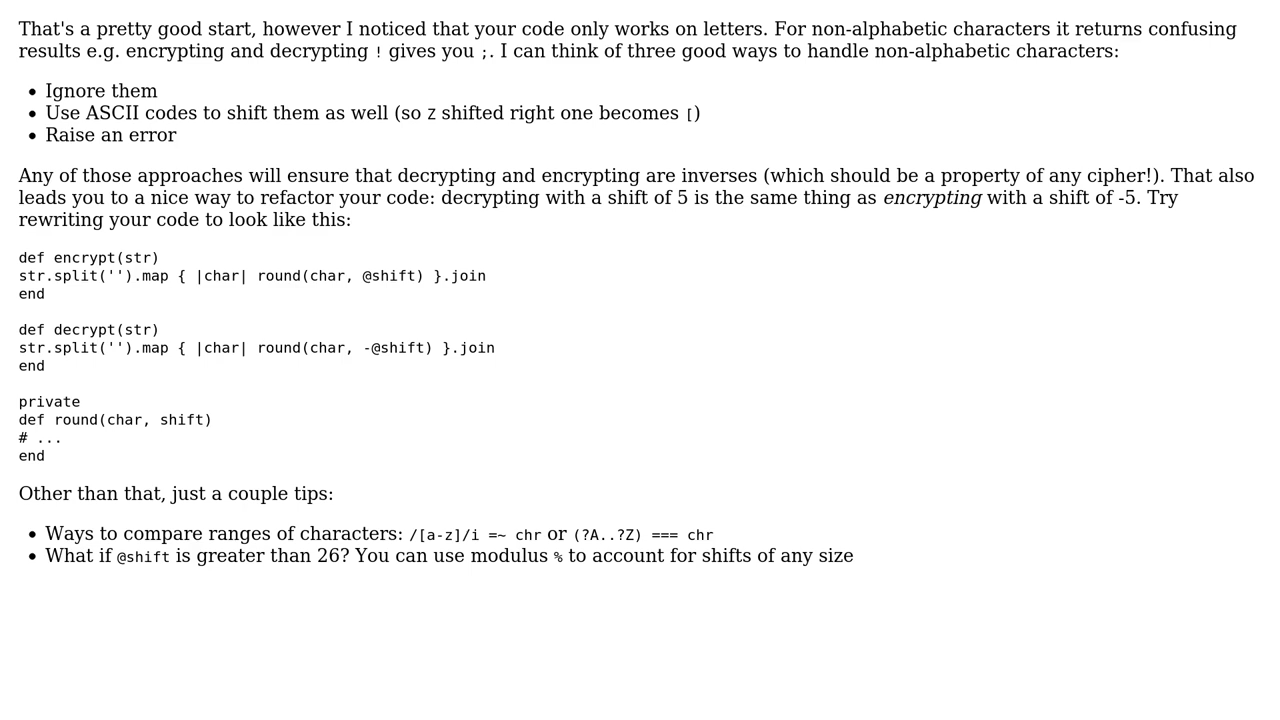 That's a pretty good start, however I noticed that your code only works on letters. For non-alphabetic characters it returns confusing
results e.g. encrypting and decrypting ! gives you ;. I can think of three good ways to handle non-alphabetic characters:
• Ignore them
• Use ASCII codes to shift them as well (so Z shifted right one becomes [)
• Raise an error
Any of those approaches will ensure that decrypting and encrypting are inverses (which should be a property of any cipher!). That also
leads you to a nice way to refactor your code: decrypting with a shift of 5 is the same thing as encrypting with a shift of -5. Try
rewriting your code to look like this:
def encrypt(str)
str.split('').map { |char| round(char, @shift) }.join
end
def decrypt(str)
str.split('').map { |char| round(char, -@shift) }.join
end
private
def round(char, shift)
# ...
end
Other than that, just a couple tips:
• Ways to compare ranges of characters: /[a-z]/i =~ chr or (?A..?Z) === chr
• What if @shift is greater than 26? You can use modulus % to account for shifts of any size